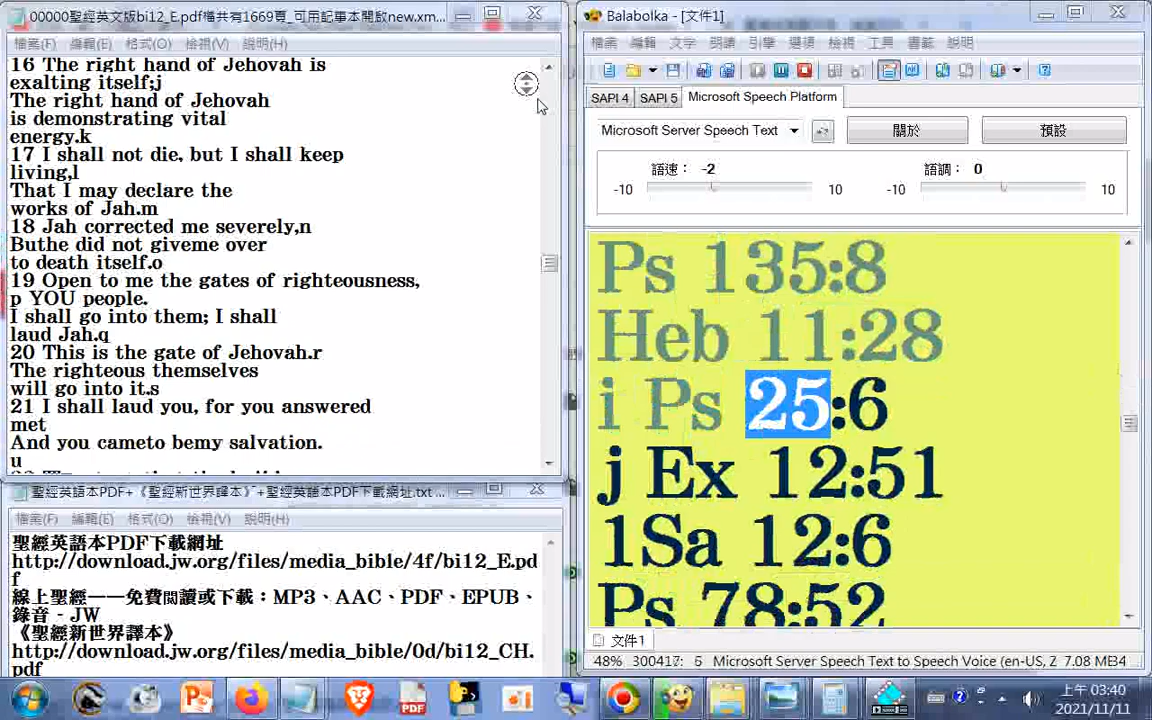 00000聖經英文版bi12_E.pdf檔共有1669頁_可用記事本開啟new.xm...
檔案(F) 編輯(E) 格式(O) 檢視(V) 說明(H)
16 The right hand of Jehovah is
exalting itself;j
The right hand of Jehovah
is demonstrating vital
energy.k
17 I shall not die, but I shall keep
living,l
That I may declare the
works of Jah.m
18 Jah corrected me severely,n
Buthe did not giveme over
to death itself.o
19 Open to me the gates of righteousness,
p YOU people.
I shall go into them; I shall
laud Jah.q
20 This is the gate of Jehovah.r
The righteous themselves
will go into it.s
21 I shall laud you, for you answered
met
And you cameto bemy salvation.
u
聖經英語本PDF+《聖經新世界譯本》+聖經英語本PDF下載網址.txt ...
檔案(F) 編輯(E) 格式(O) 檢視(V) 說明(H)
聖經英語本PDF下載網址
http://download.jw.org/files/media_bible/4f/bi12_E.pd
f
線上聖經——免費閱讀或下載：MP3、AAC、PDF、EPUB、
錄音 - JW
《聖經新世界譯本》
http://download.jw.org/files/media_bible/0d/bi12_CH.
pdf
Balabolka - [文件1]
檔案 編輯 文字 朗讀 引擎 選項 檢視 工具 書籤 說明
SAPI 4 SAPI 5 Microsoft Speech Platform
Microsoft Server Speech Text 關於 預設
語速： -2 語調： 0
-10 10 -10 10
Ps 135:8
Heb 11:28
i Ps 25:6
j Ex 12:51
1Sa 12:6
Ps 78:52
文件1
48% 300417: 5 Microsoft Server Speech Text to Speech Voice (en-US, Z 7.08 MB34
上午 03:40
2021/11/11